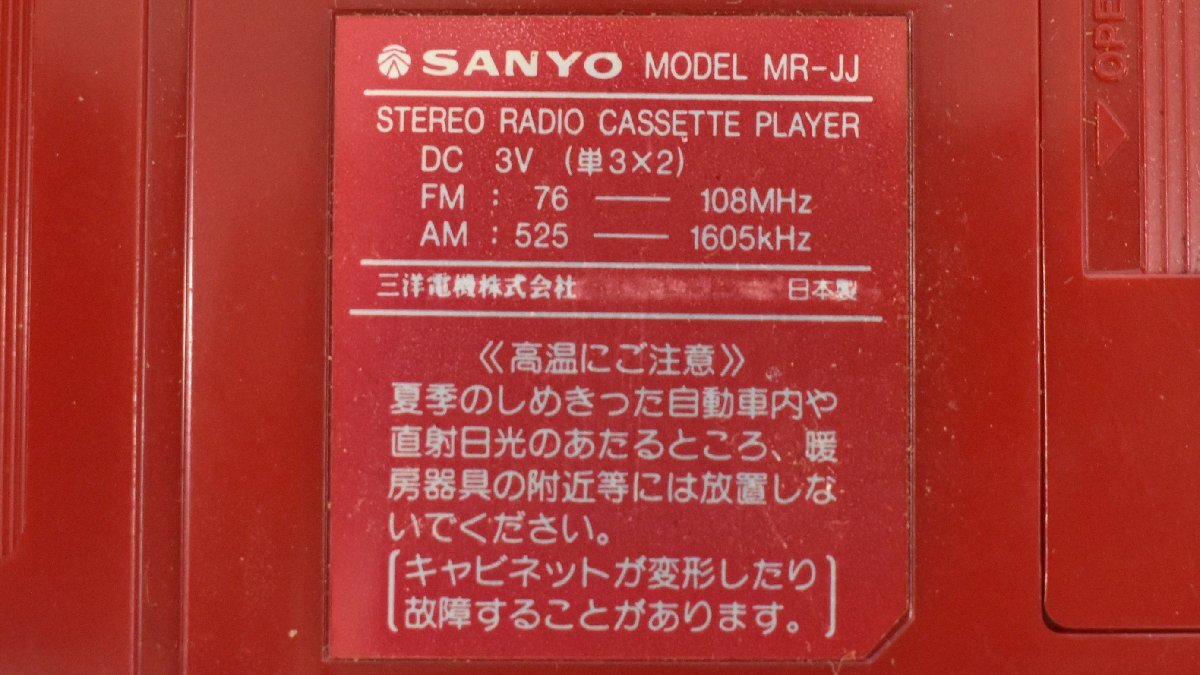 SANYO MODEL MR-JJ
STEREO RADIO CASSETTE PLAYER
DC 3V (単3×2)
FM : 76 — 108MHz
AM : 525 — 1605kHz
三洋電機株式会社 日本製
《高温にご注意》
夏季のしめきった自動車内や
直射日光のあたるところ、暖
房器具の附近等には放置しな
いでください。
キャビネットが変形したり
故障することがあります。
OPE